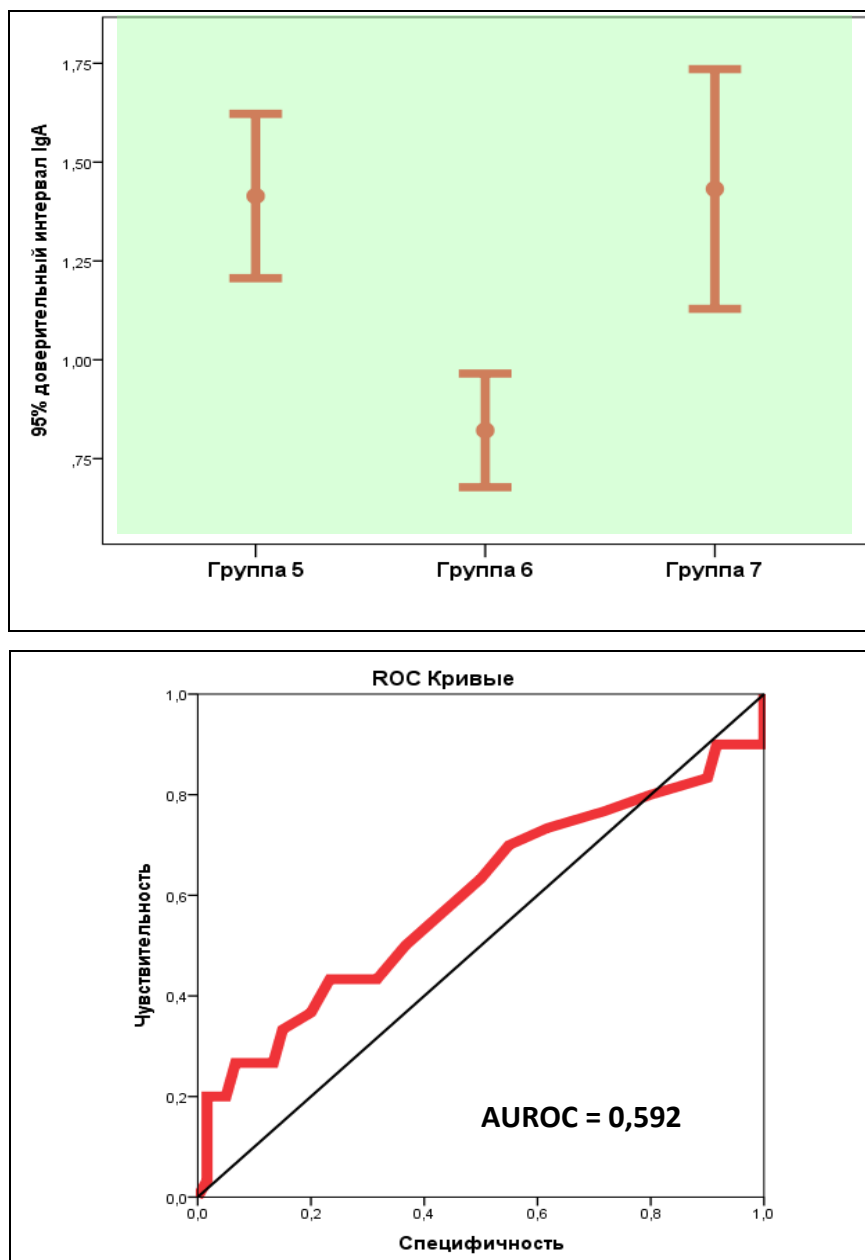 95% доверительный интервал IgA
1,75
1,50
1,25
1,00
,75
Группа 5 Группа 6 Группа 7
ROC Кривые
Чувствительность
1,0
0,8
0,6
0,4
0,2
0,0
AUROC = 0,592
0,0 0,2 0,4 0,6 0,8 1,0
Специфичность